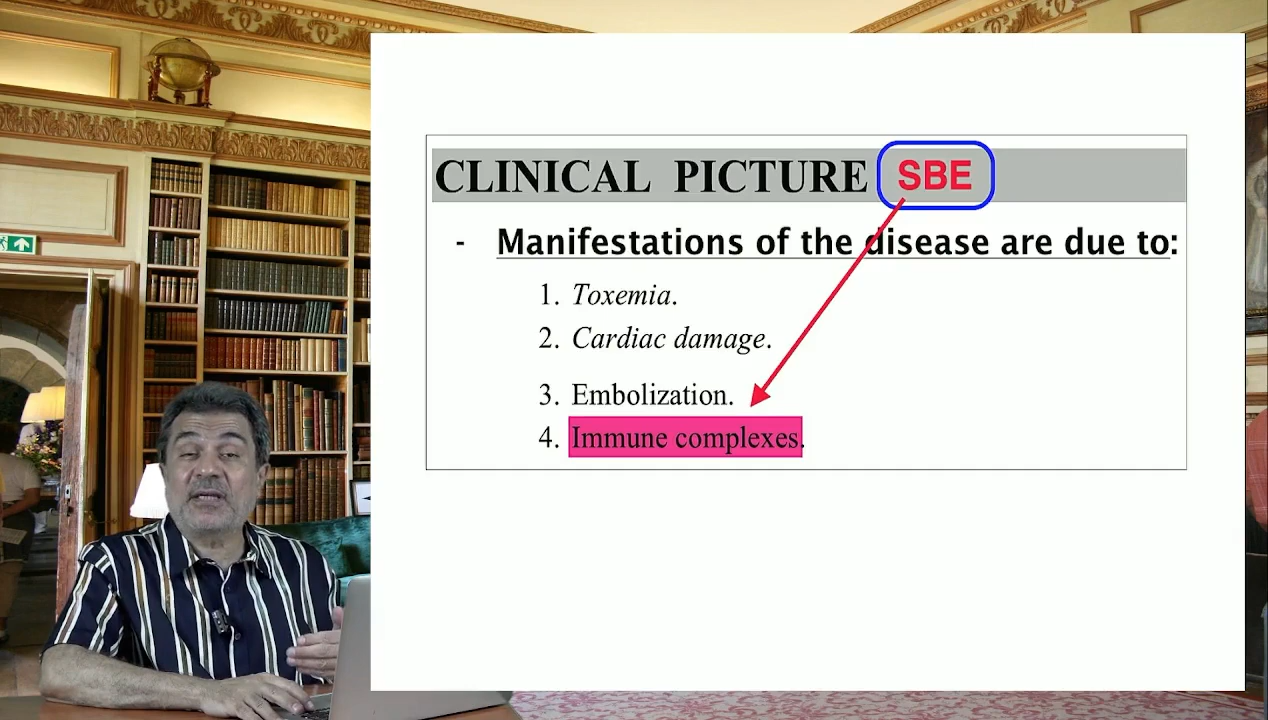 CLINICAL PICTURE SBE
- Manifestations of the disease are due to:
1. Toxemia.
2. Cardiac damage.
3. Embolization.
4. Immune complexes.